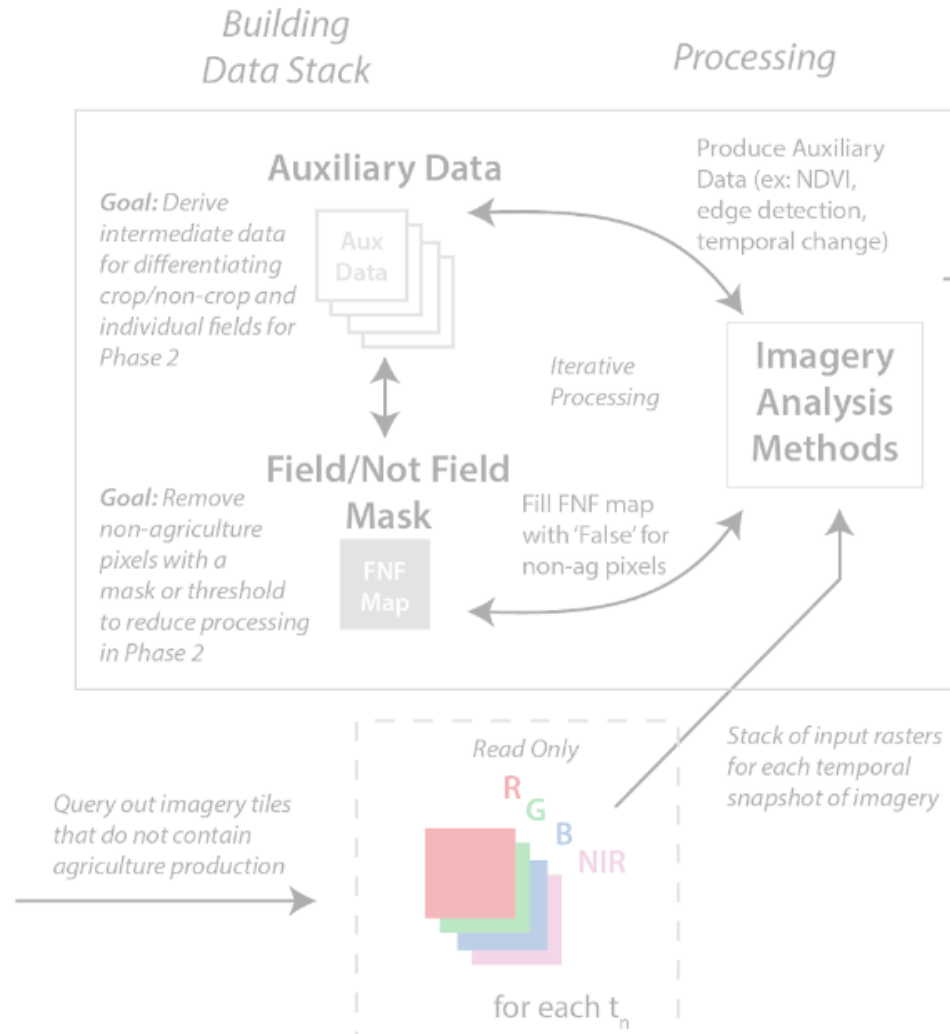 Building
Data Stack
Processing
Auxiliary Data
Goal: Derive
intermediate data
for differentiating
crop/non-crop and
individual fields for
Phase 2
Aux
Data
Produce Auxiliary
Data (ex: NDVI,
edge detection,
temporal change)
Iterative
Processing
Imagery
Analysis
Methods
Field/Not Field
Mask
Goal: Remove
non-agriculture
pixels with a
mask or threshold
to reduce processing
in Phase 2
FNF
Map
Fill FNF map
with ‘False’ for
non-ag pixels
Query out imagery tiles
that do not contain
agriculture production
Read Only
R
G
B
NIR
for each tn
Stack of input rasters
for each temporal
snapshot of imagery